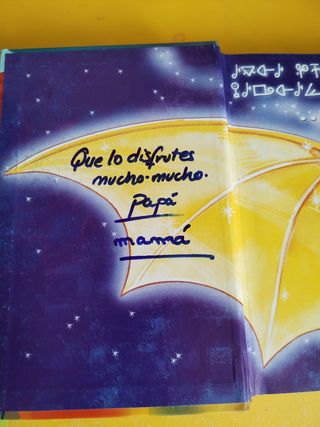 Que lo disfrutes
mucho-mucho.
Papá
mamá